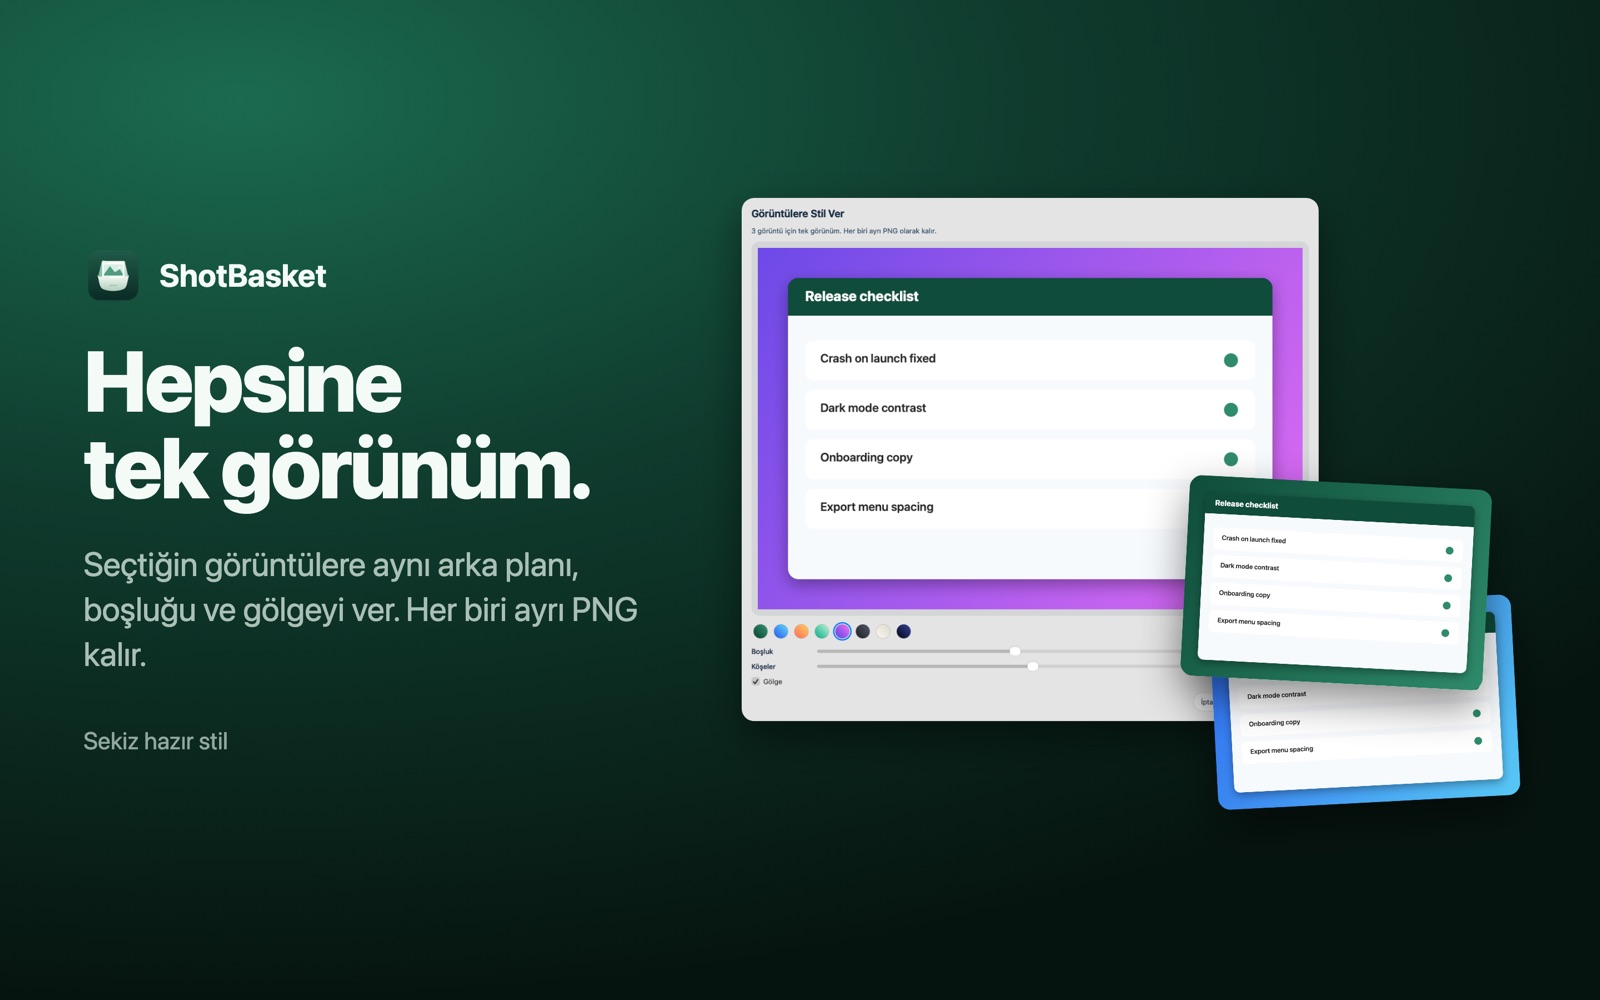 ShotBasket
Hepsine
tek görünüm.
Seçtiğin görüntülere aynı arka planı,
boşluğu ve gölgeyi ver. Her biri ayrı PNG
kalır.
Sekiz hazır stil
Görüntülere Stil Ver
3 görüntü için tek görünüm. Her biri ayrı PNG olarak kalır.
Release checklist
Crash on launch fixed
Dark mode contrast
Onboarding copy
Export menu spacing
Boşluk
Köşeler
Gölge
Release checklist
Crash on launch fixed
Dark mode contrast
Onboarding copy
Export menu spacing
Dark mode contrast
Onboarding copy
Export menu spacing